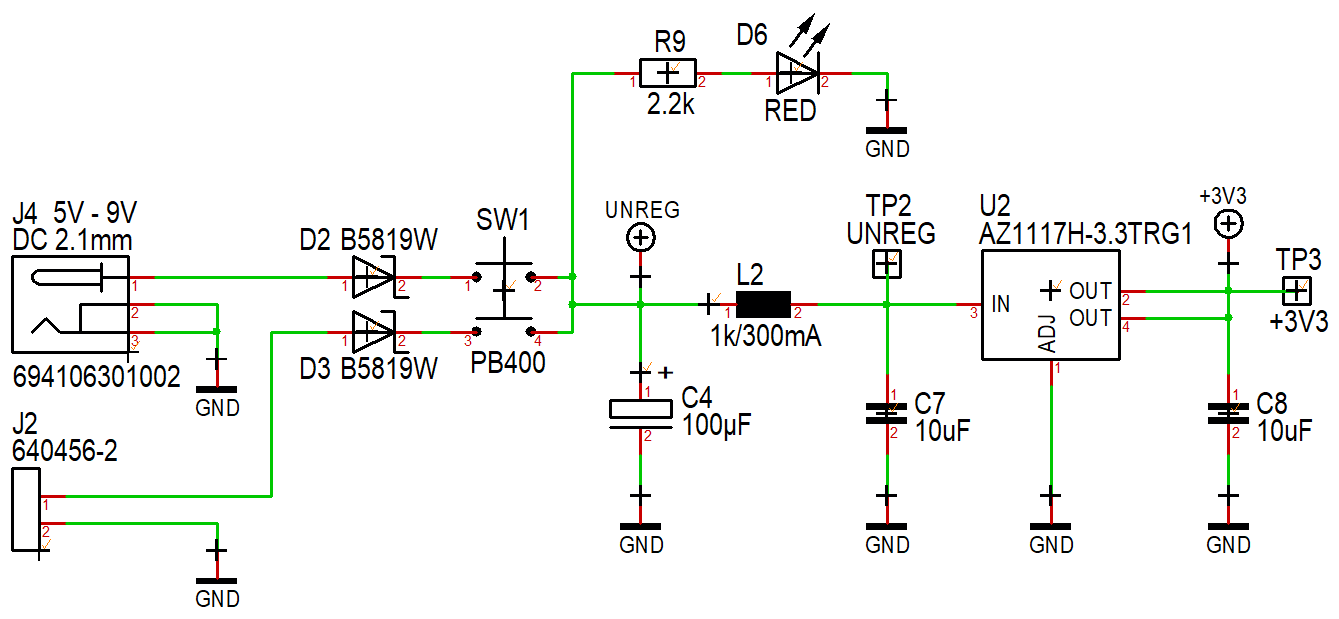 R9
1
2
2.2k
D6
1
2
RED
GND
J4 5V - 9V
DC 2.1mm
1
2
3
694106301002
GND
J2
640456-2
1
2
GND
D2 B5819W
1
2
1
2
D3 B5819W
SW1
1
2
3
4
PB400
UNREG
+
1
2
C4
100µF
GND
L2
1
2
1k/300mA
TP2
UNREG
1
2
C7
10uF
GND
U2
AZ1117H-3.3TRG1
3
IN
OUT
2
OUT
4
ADJ
1
GND
+3V3
TP3
+3V3
1
2
C8
10uF
GND